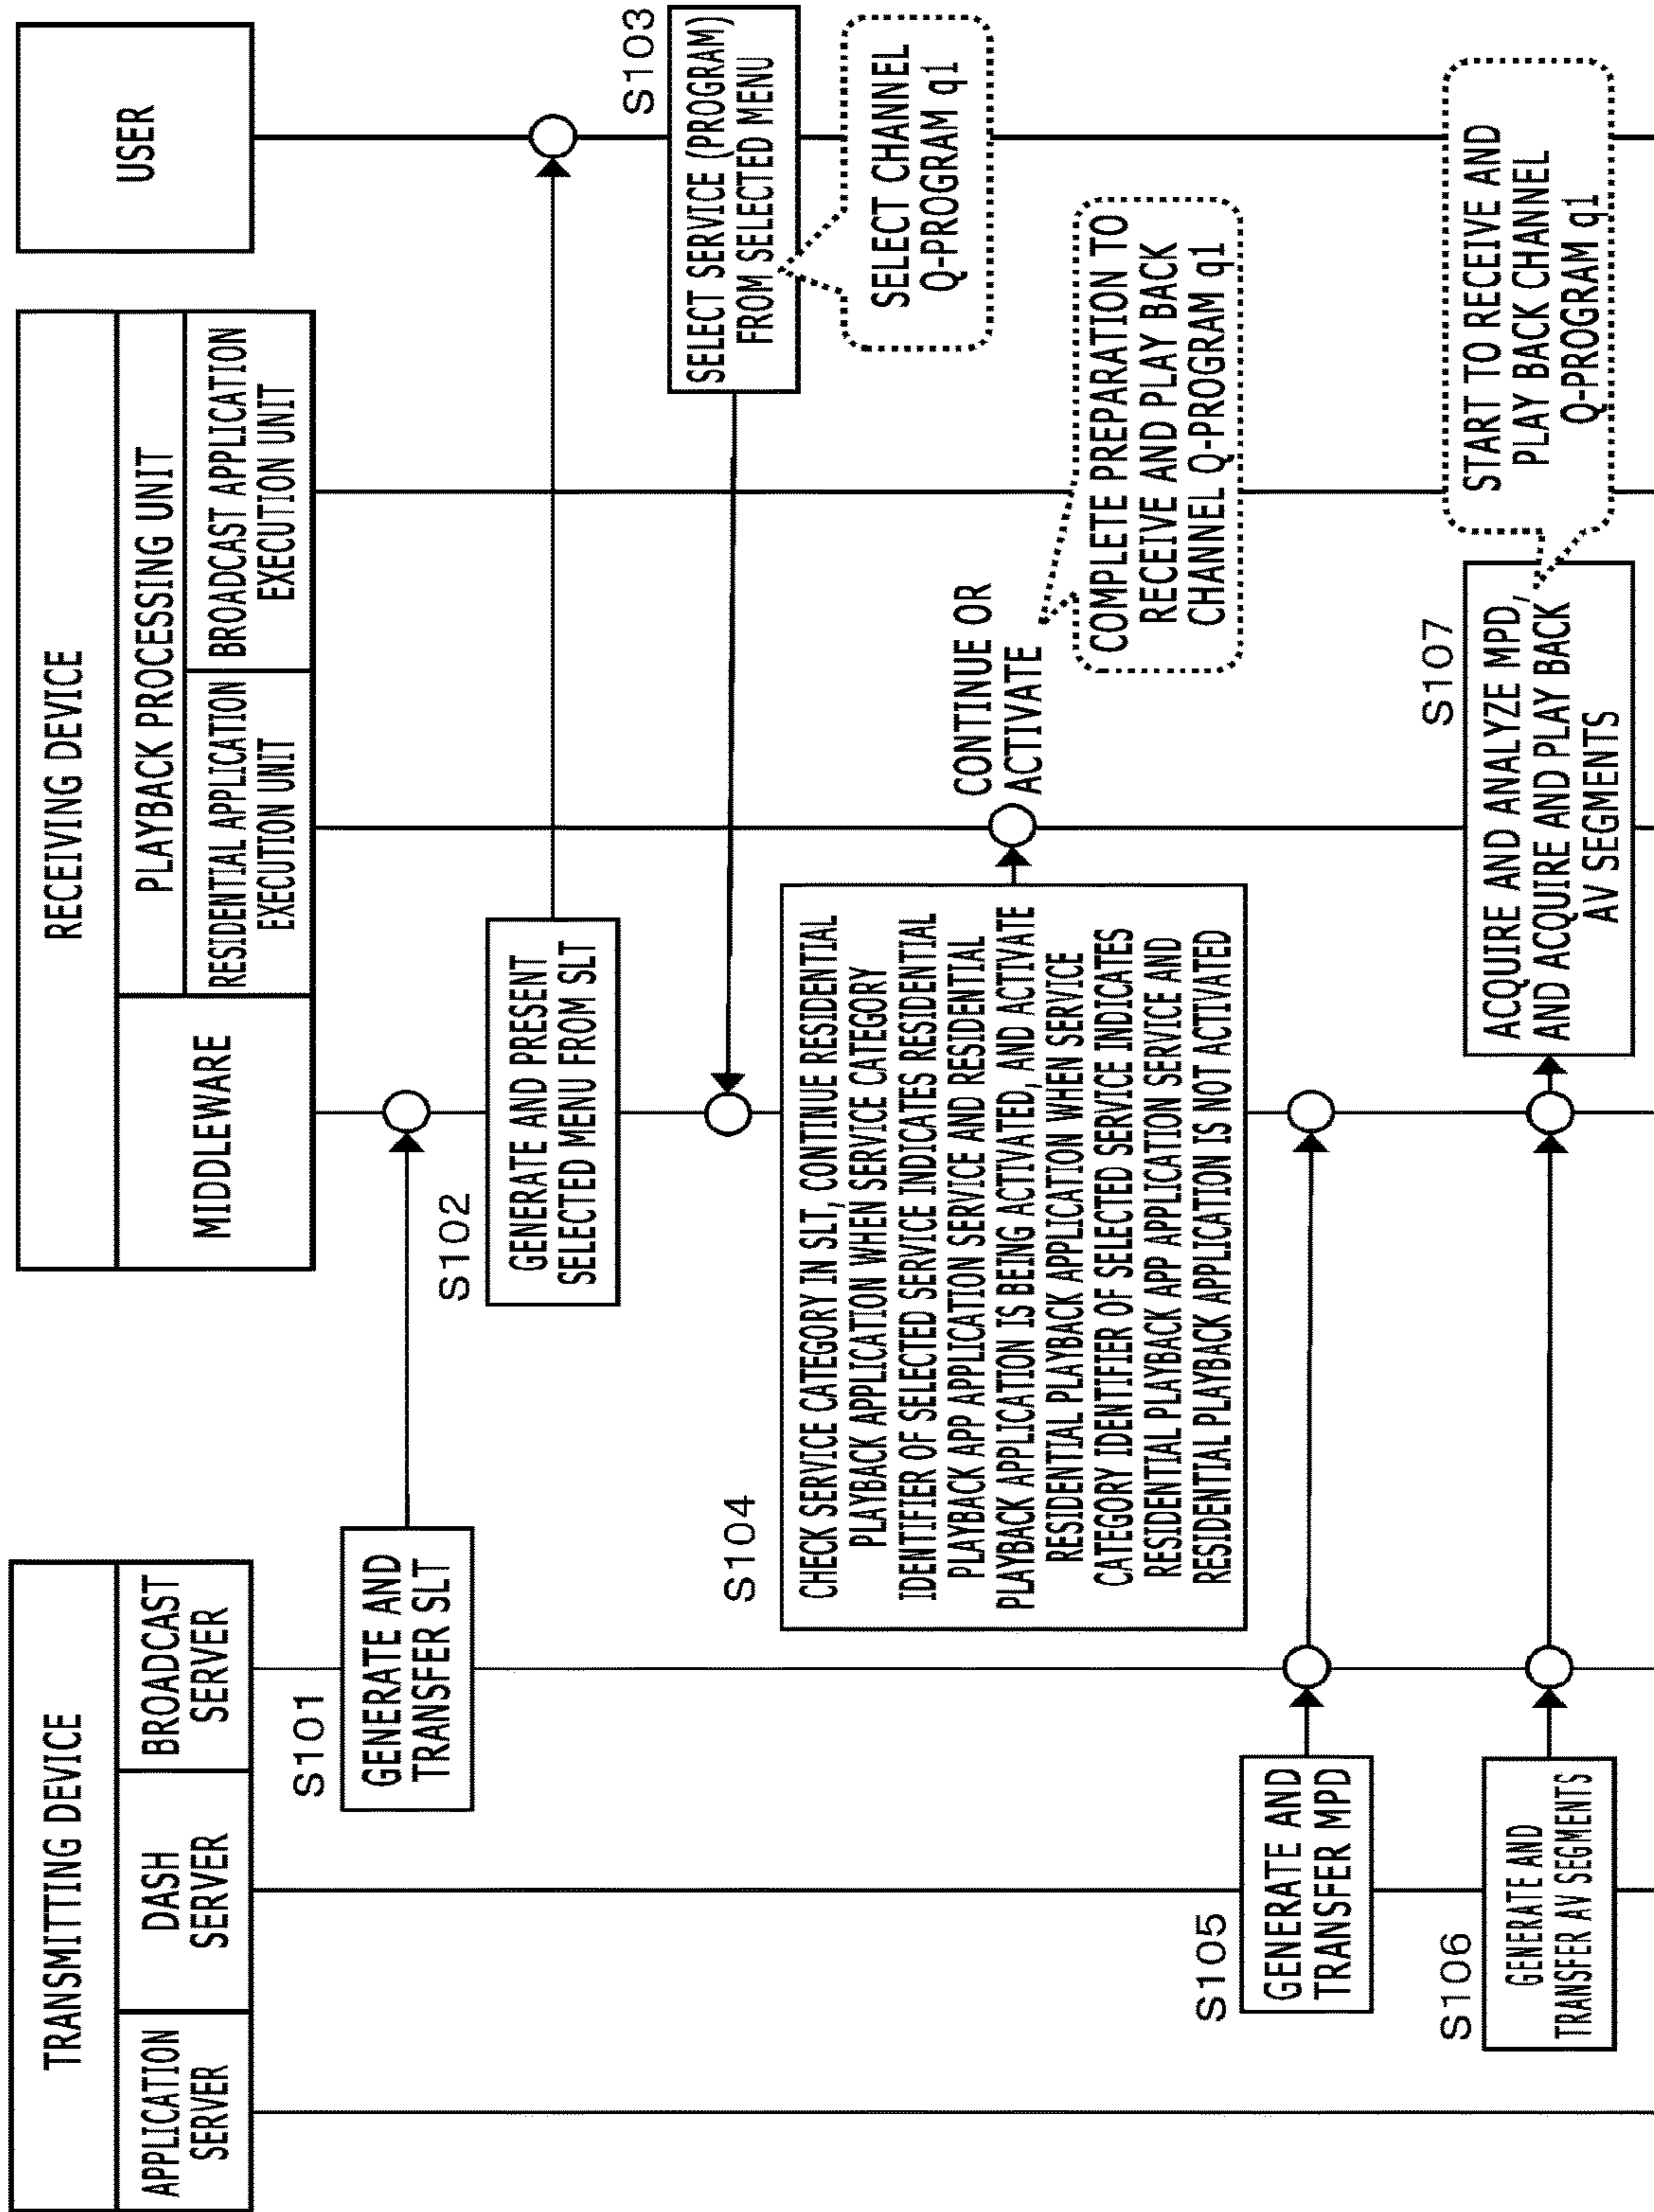 TRANSMITTING DEVICE
APPLICATION
SERVER
DASH
SERVER
BROADCAST
SERVER
RECEIVING DEVICE
MIDDLEWARE
PLAYBACK PROCESSING UNIT
RESIDENTIAL APPLICATION
EXECUTION UNIT
BROADCAST APPLICATION
EXECUTION UNIT
USER
S101
GENERATE AND
TRANSFER SLT
S102
GENERATE AND PRESENT
SELECTED MENU FROM SLT
S103
SELECT SERVICE (PROGRAM)
FROM SELECTED MENU
SELECT CHANNEL
Q-PROGRAM q1
S104
CHECK SERVICE CATEGORY IN SLT, CONTINUE RESIDENTIAL
PLAYBACK APPLICATION WHEN SERVICE CATEGORY
IDENTIFIER OF SELECTED SERVICE INDICATES RESIDENTIAL
PLAYBACK APP APPLICATION SERVICE AND RESIDENTIAL
PLAYBACK APPLICATION IS BEING ACTIVATED, AND ACTIVATE
RESIDENTIAL PLAYBACK APPLICATION WHEN SERVICE
CATEGORY IDENTIFIER OF SELECTED SERVICE INDICATES
RESIDENTIAL PLAYBACK APP APPLICATION SERVICE AND
RESIDENTIAL PLAYBACK APPLICATION IS NOT ACTIVATED
CONTINUE OR
ACTIVATE
COMPLETE PREPARATION TO
RECEIVE AND PLAY BACK
CHANNEL Q-PROGRAM q1
S105
GENERATE AND
TRANSFER MPD
S106
GENERATE AND
TRANSFER AV SEGMENTS
S107
ACQUIRE AND ANALYZE MPD,
AND ACQUIRE AND PLAY BACK
AV SEGMENTS
START TO RECEIVE AND
PLAY BACK CHANNEL
Q-PROGRAM q1